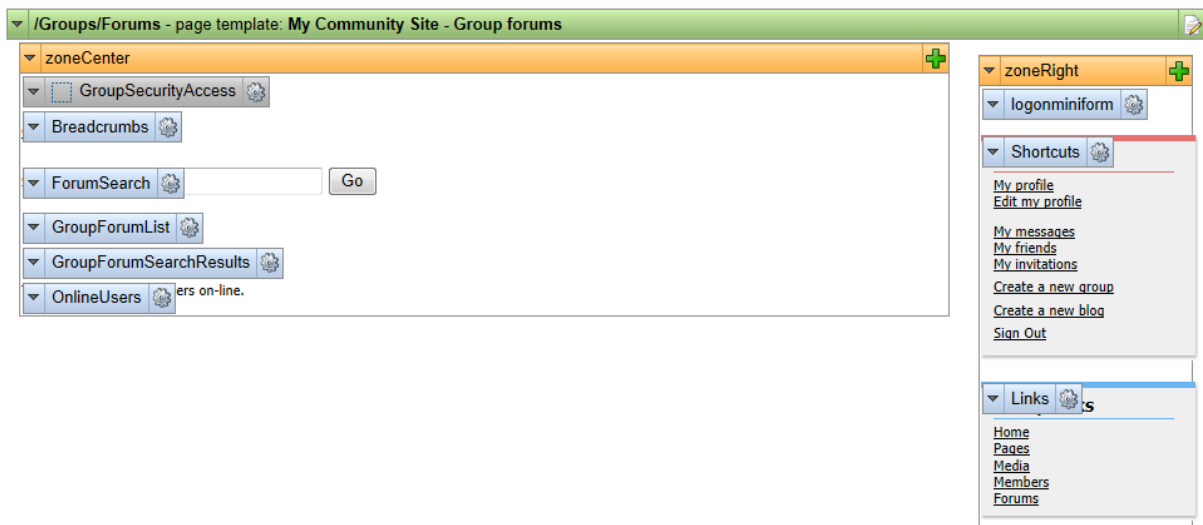 /Groups/Forums - page template: My Community Site - Group forums
zoneCenter
GroupSecurityAccess
Breadcrumbs
ForumSearch
Go
GroupForumList
GroupForumSearchResults
OnlineUsers
ers on-line.
zoneRight
logonminiform
Shortcuts
My profile
Edit my profile
My messages
My friends
My invitations
Create a new group
Create a new blog
Sign Out
Links
Home
Pages
Media
Members
Forums